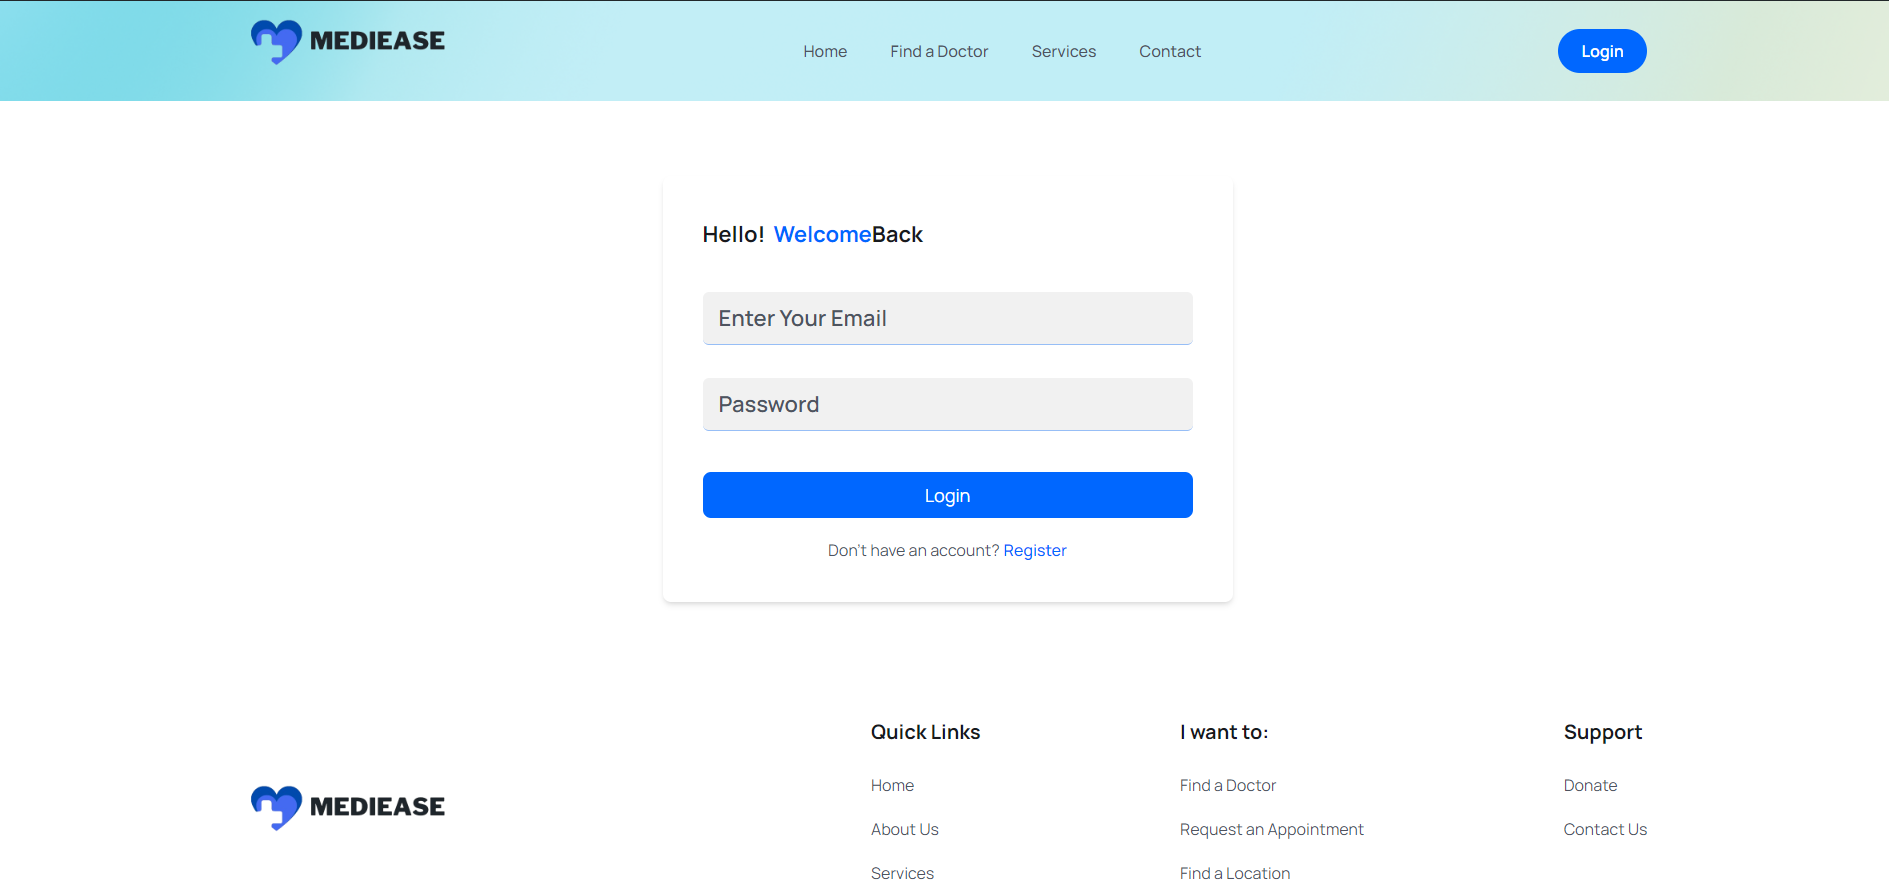 MEDIEASE
Home Find a Doctor Services Contact
Login
Hello! WelcomeBack
Enter Your Email
Password
Login
Don't have an account? Register
MEDIEASE
Quick Links
Home
About Us
Services
I want to:
Find a Doctor
Request an Appointment
Find a Location
Support
Donate
Contact Us